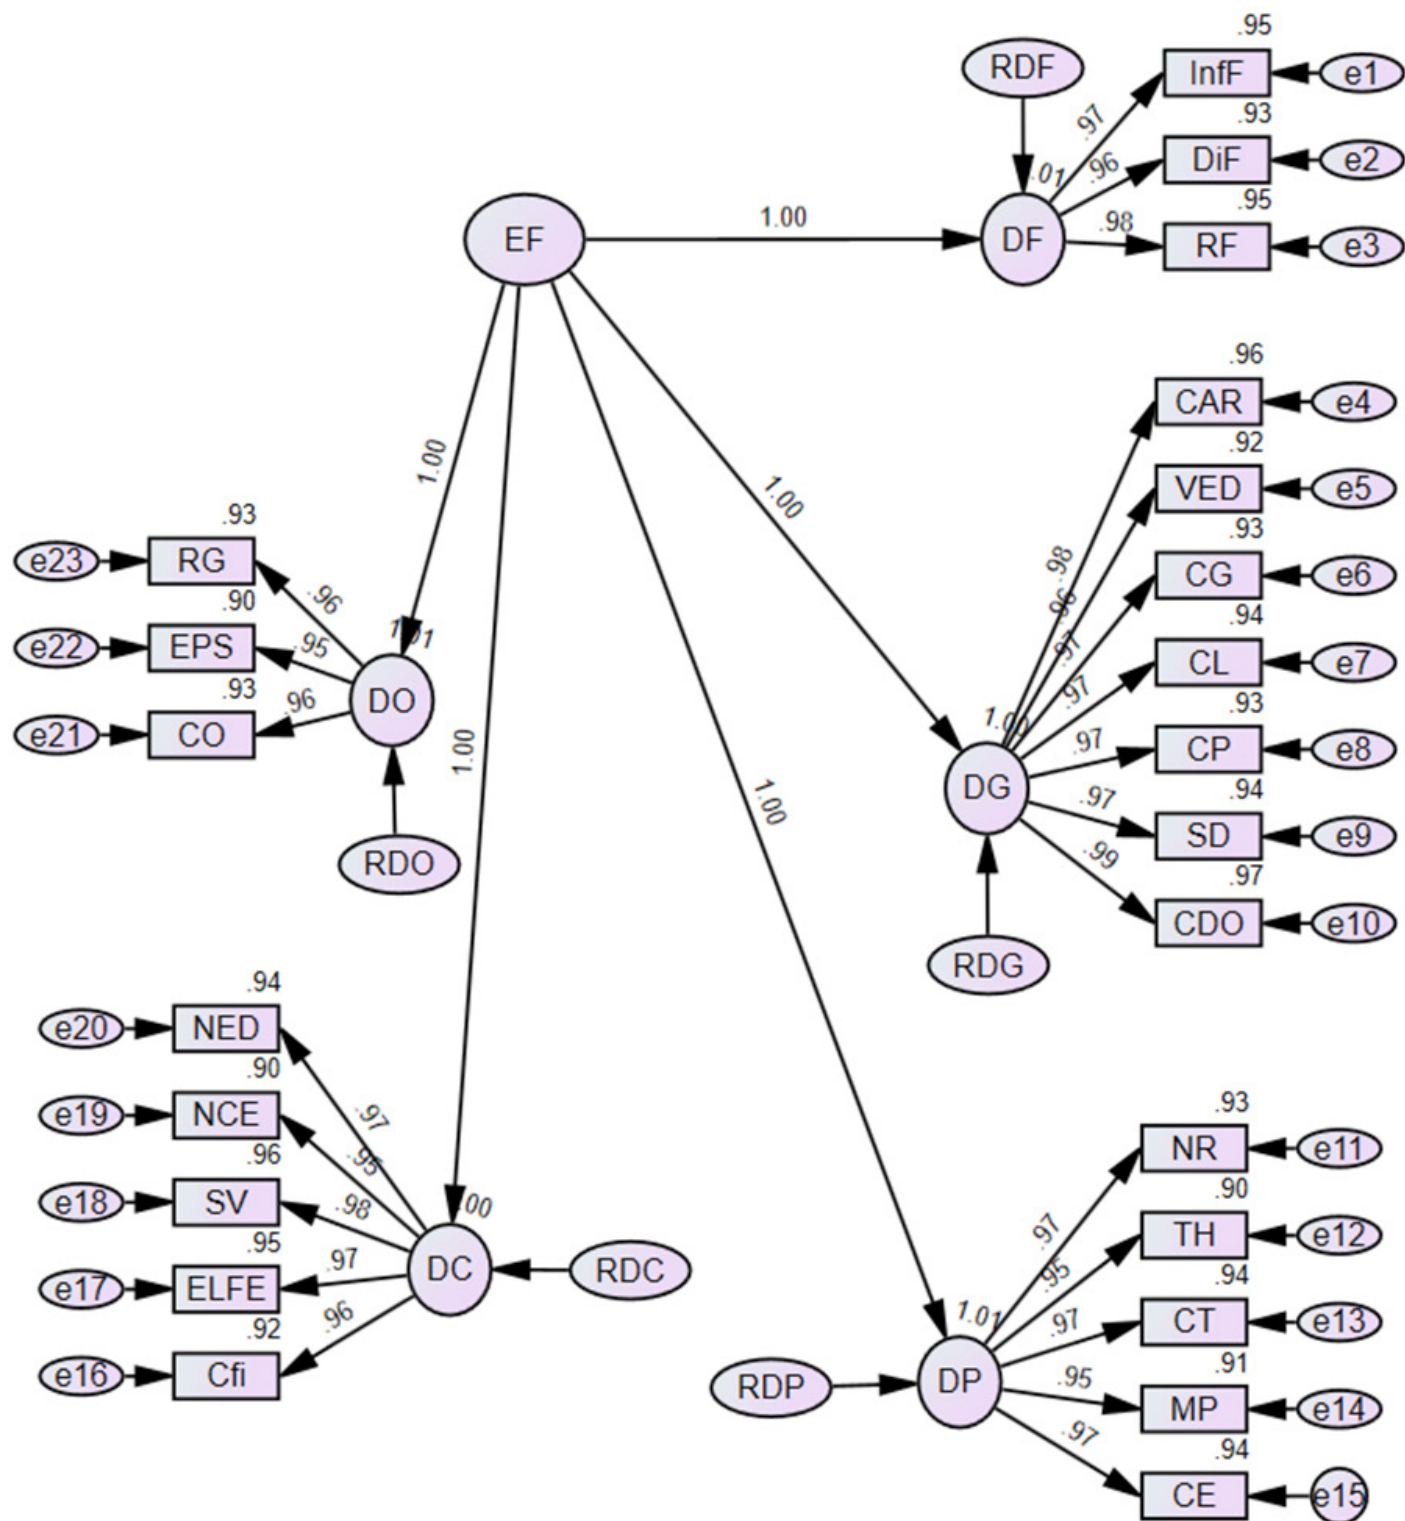 .95
RDF
InfF
e1
.97
.93
DiF
e2
.96
.01
.95
EF
1.00
DF
.98
RF
e3
.96
CAR
e4
.92
VED
e5
.93
CG
e6
.94
CL
e7
.93
CP
e8
.94
SD
e9
.97
CDO
e10
.98
.96
.97
.97
.97
.97
.99
1.00
1.00
DG
RDG
1.00
.93
e23
RG
.96
.90
e22
EPS
.95
.93
e21
CO
.96
1.01
DO
RDO
1.00
1.00
.94
e20
NED
.97
.90
e19
NCE
.95
.96
e18
SV
.98
.95
e17
ELFE
.97
.92
e16
Cfi
.96
.00
DC
RDC
.93
NR
e11
.97
.90
TH
e12
.95
.94
CT
e13
.97
.91
MP
e14
.95
.94
CE
e15
.97
1.01
DP
RDP